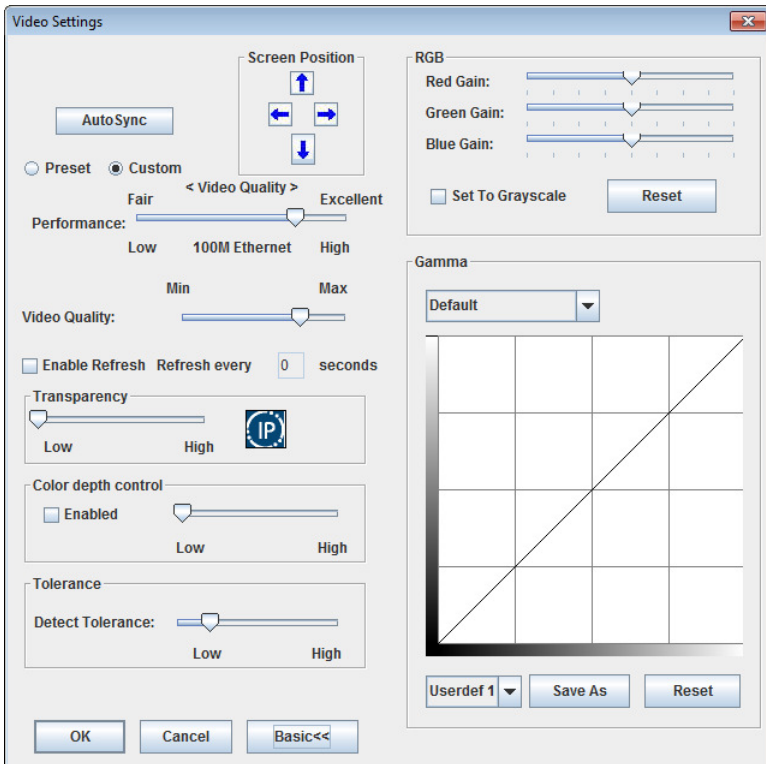 Video Settings
Screen Position
AutoSync
Preset Custom
< Video Quality >
Fair Excellent
Performance:
Low 100M Ethernet High
Min Max
Video Quality:
Enable Refresh Refresh every 0 seconds
Transparency
IP
Low High
Color depth control
Enabled
Low High
Tolerance
Detect Tolerance:
Low High
OK Cancel Basic<<
RGB
Red Gain:
Green Gain:
Blue Gain:
Set To Grayscale Reset
Gamma
Default
Userdef 1 Save As Reset